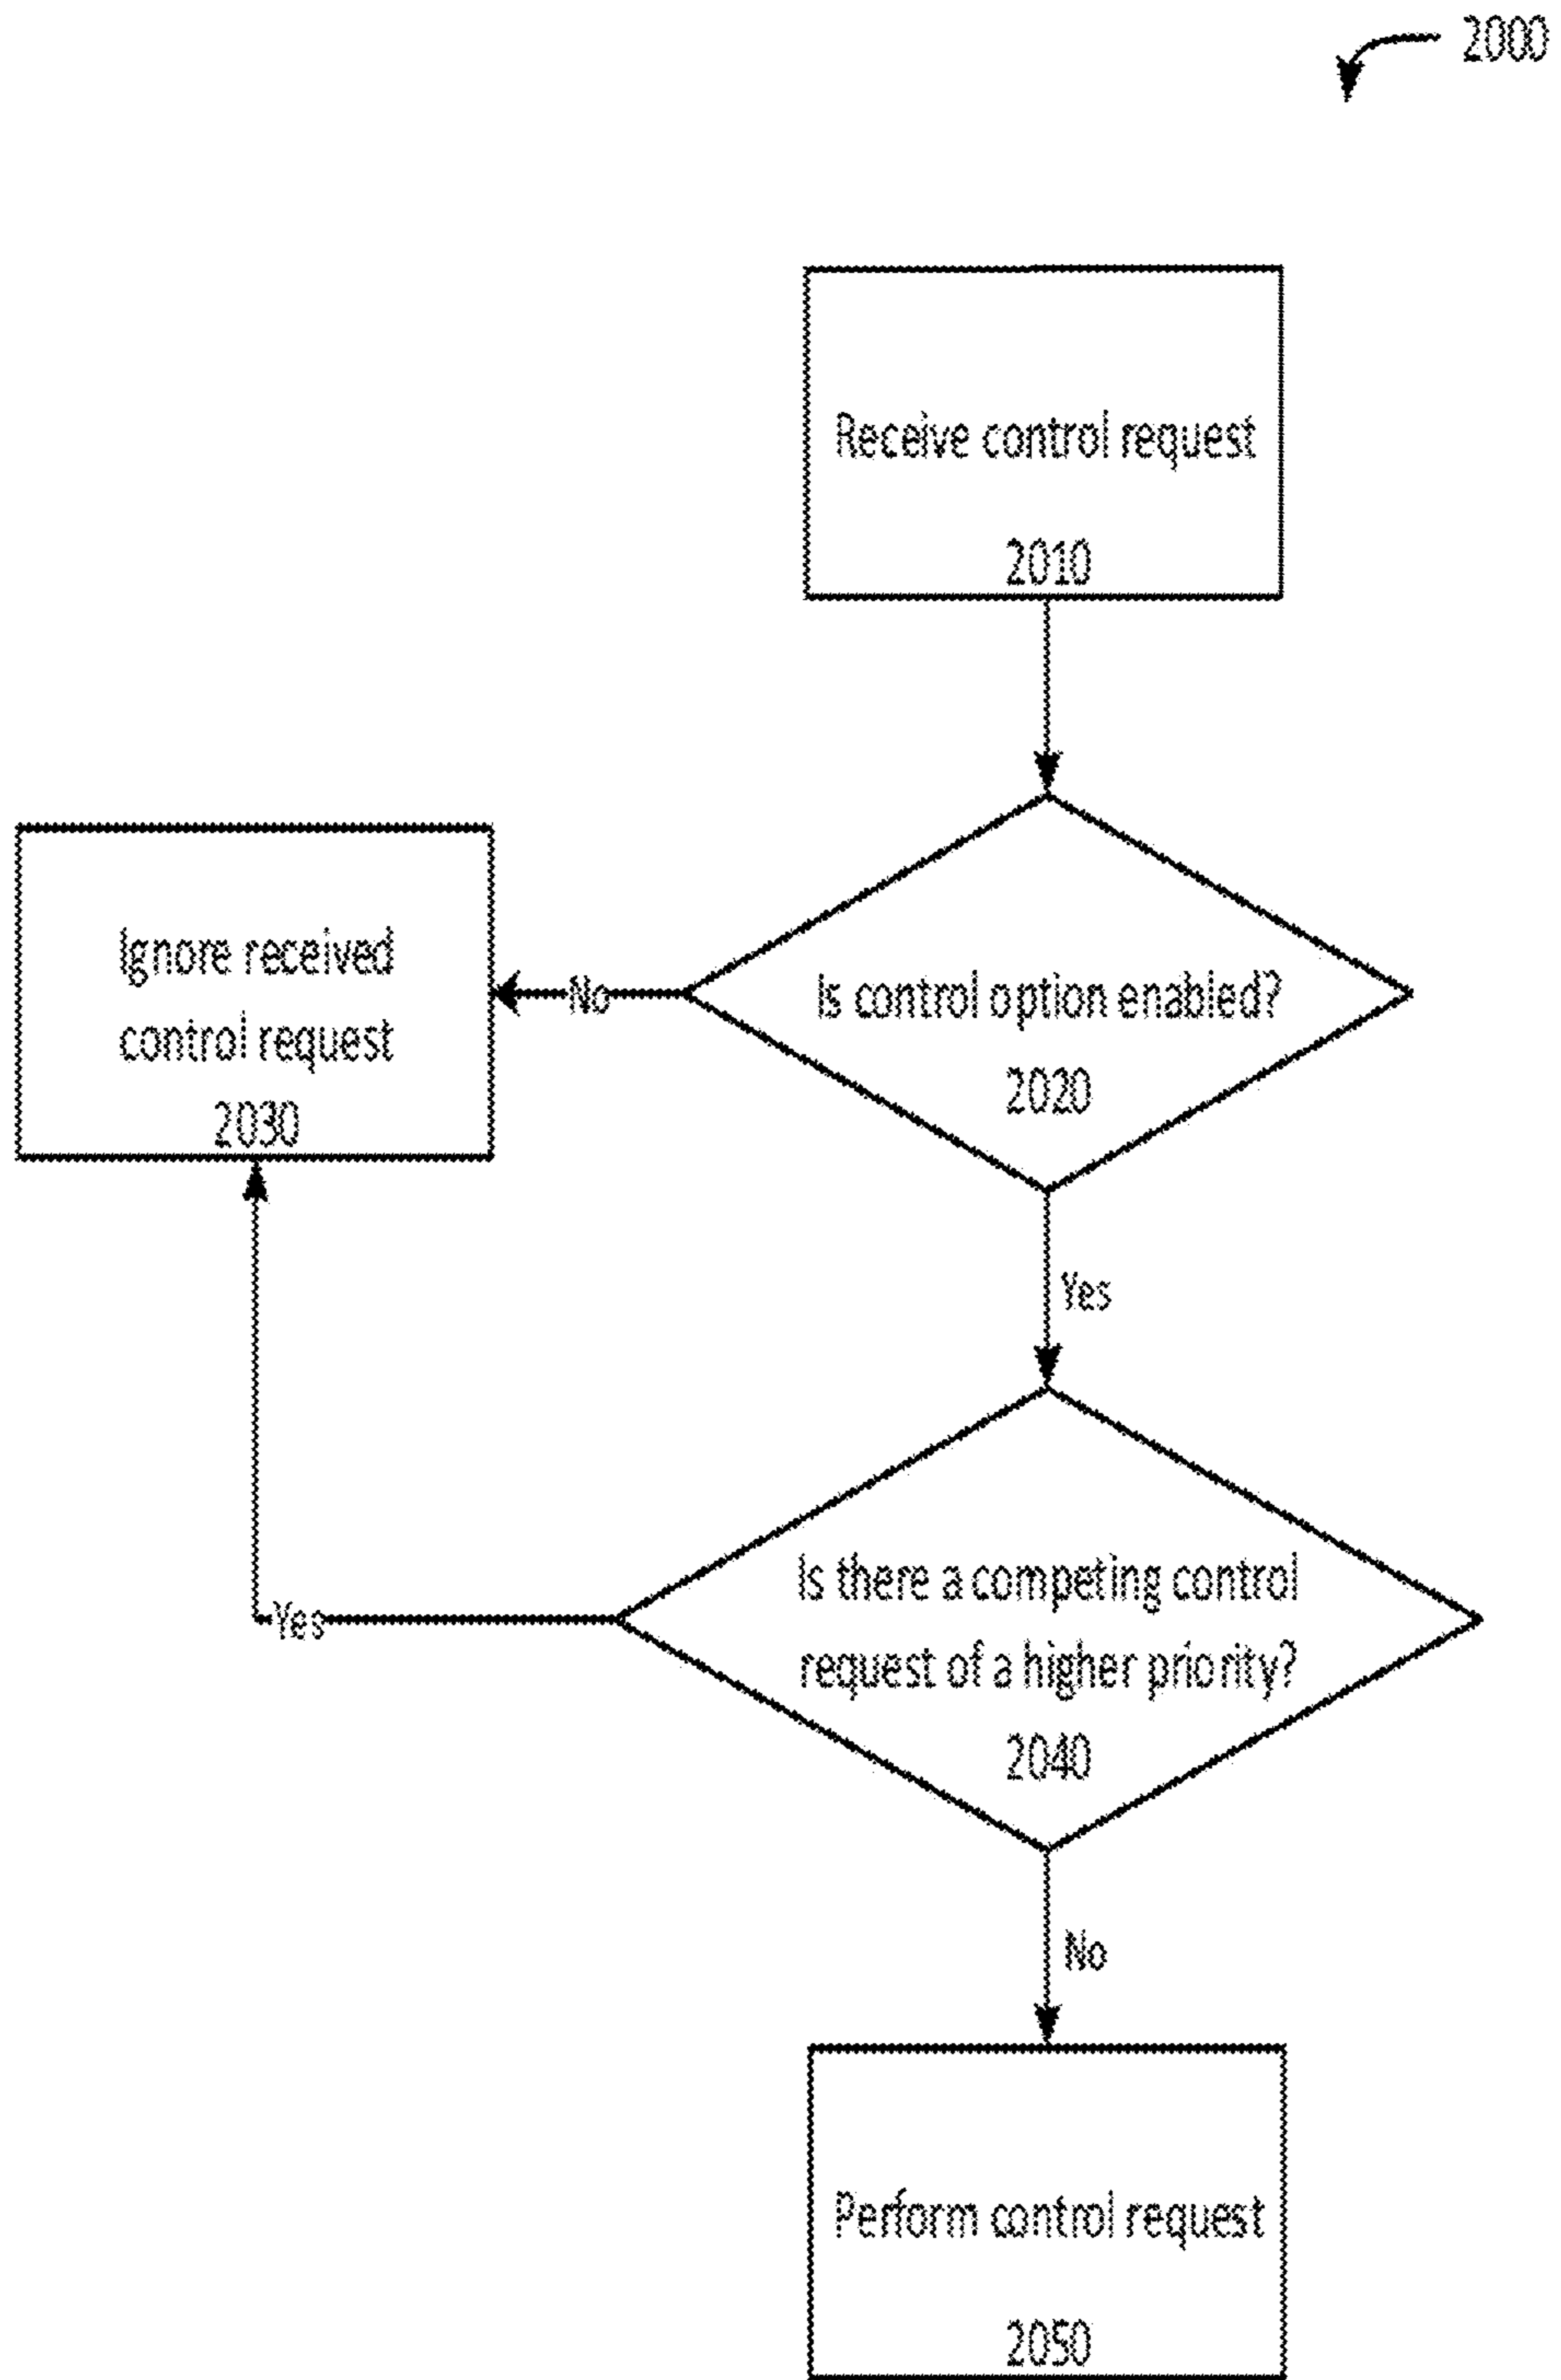 2000
Receive control request
2010
Is control option enabled?
2020
No
Ignore received
control request
2030
Yes
Is there a competing control
request of a higher priority?
2040
Yes
No
Perform control request
2050